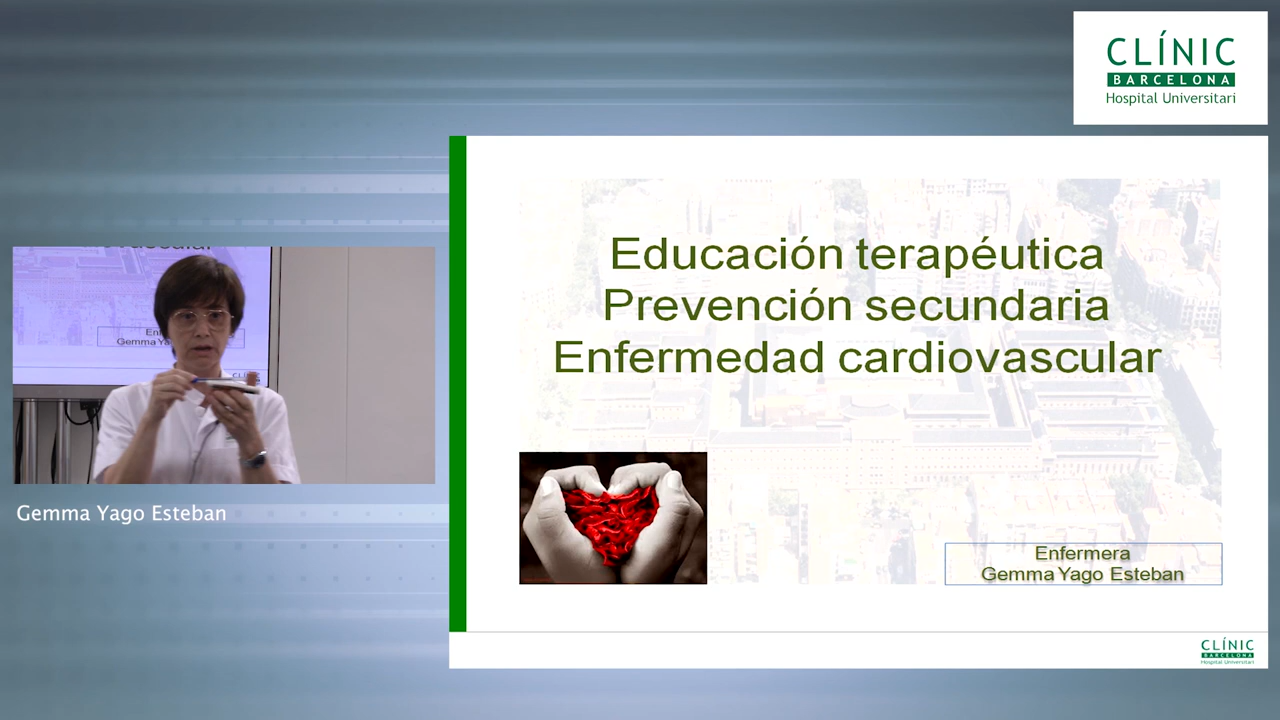 CLÍNIC
BARCELONA
Hospital Universitari
Educación terapéutica
Prevención secundaria
Enfermedad cardiovascular
Enfermera
Gemma Yago Esteban
Gemma Yago Esteban
CLÍNIC
BARCELONA
Hospital Universitari